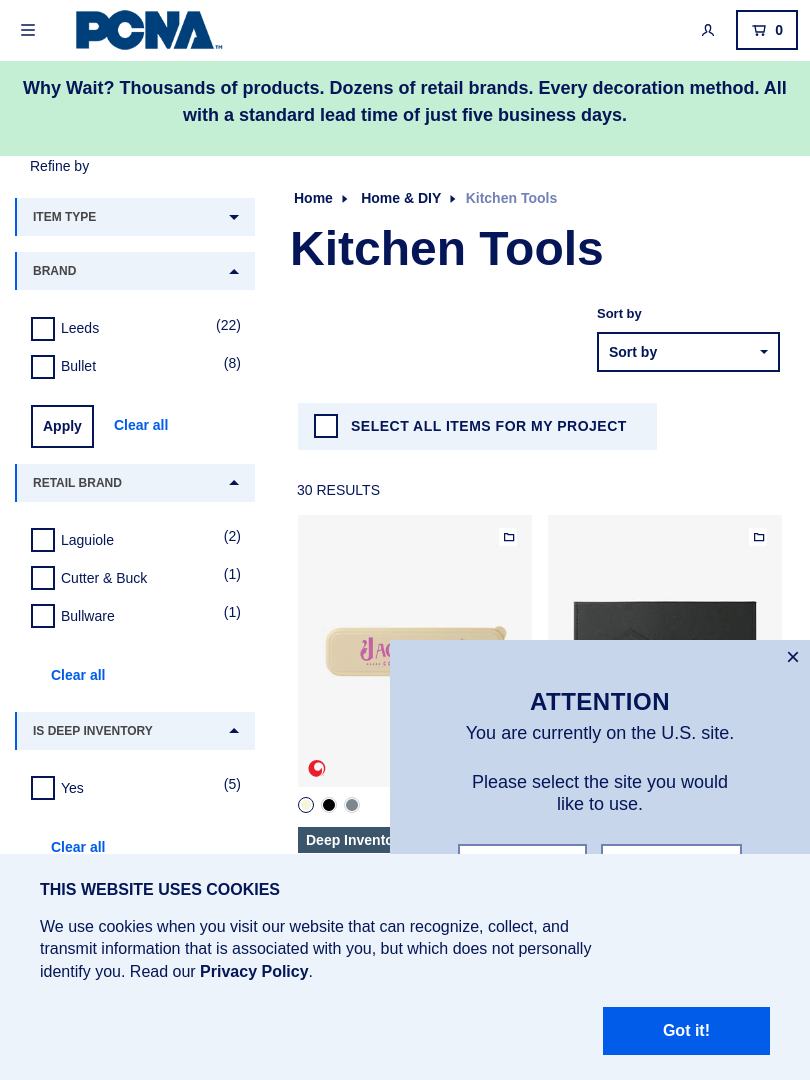 PCNA™
0
Why Wait? Thousands of products. Dozens of retail brands. Every decoration method. All
with a standard lead time of just five business days.
Refine by
Home
Home & DIY
Kitchen Tools
ITEM TYPE
Kitchen Tools
BRAND
Leeds (22)
Bullet (8)
Sort by
Sort by
Apply
Clear all
SELECT ALL ITEMS FOR MY PROJECT
RETAIL BRAND
30 RESULTS
Laguiole (2)
Cutter & Buck (1)
Bullware (1)
Clear all
IS DEEP INVENTORY
Yes (5)
Clear all
ATTENTION
You are currently on the U.S. site.
Please select the site you would
like to use.
THIS WEBSITE USES COOKIES
We use cookies when you visit our website that can recognize, collect, and
transmit information that is associated with you, but which does not personally
identify you. Read our Privacy Policy.
Got it!